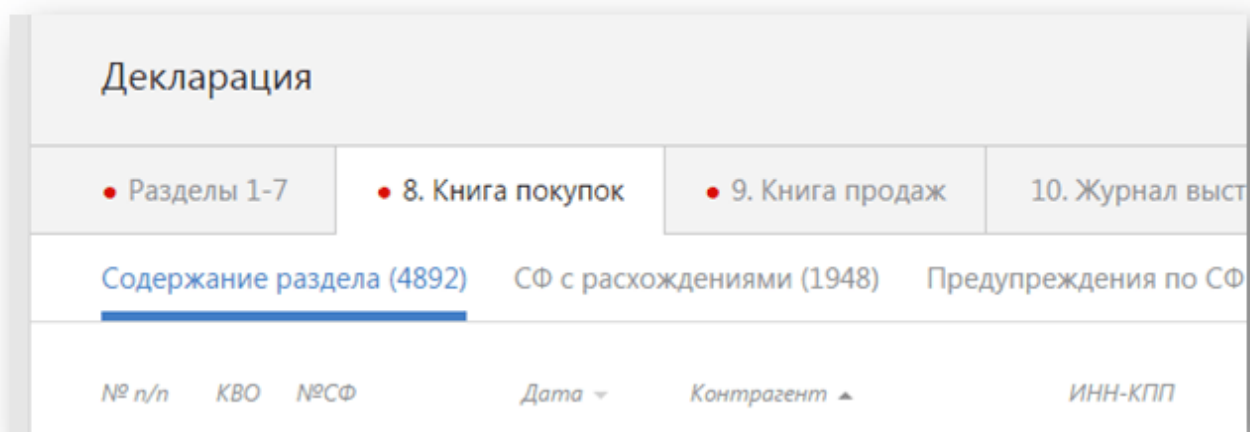 Декларация
Разделы 1-7 8. Книга покупок 9. Книга продаж 10. Журнал выст
Содержание раздела (4892) СФ с расхождениями (1948) Предупреждения по СФ
№ п/п КВО №СФ Дата Контрагент ИНН-КПП